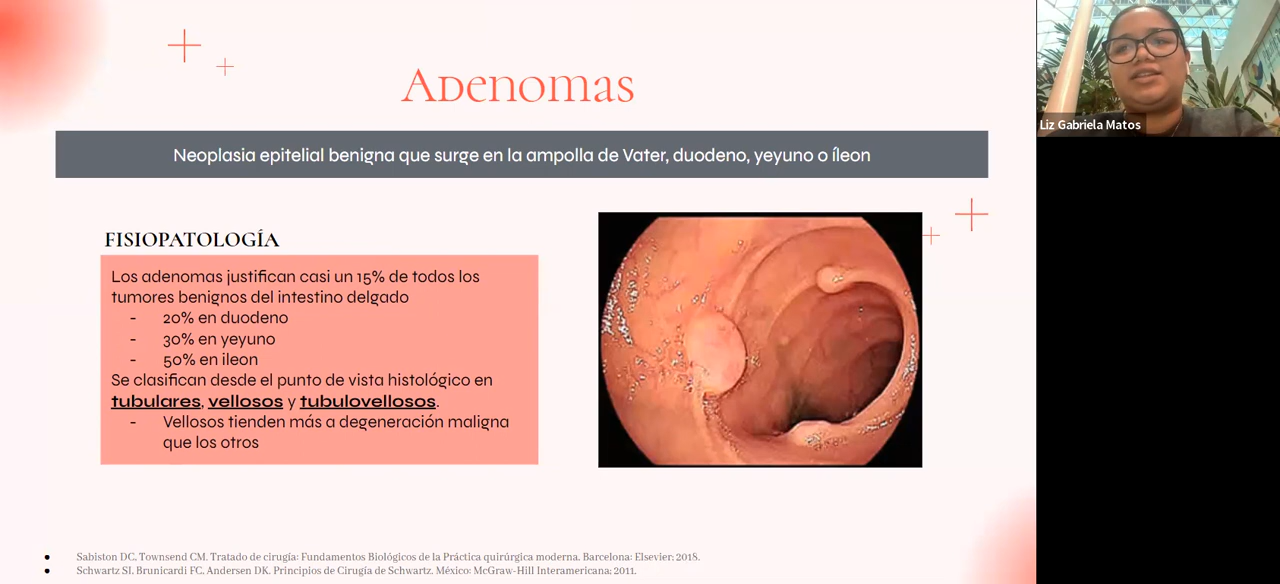 Adenomas
Neoplasia epitelial benigna que surge en la ampolla de Vater, duodeno, yeyuno o íleon
FISIOPATOLOGÍA
Los adenomas justifican casi un 15% de todos los
tumores benignos del intestino delgado
- 20% en duodeno
- 30% en yeyuno
- 50% en ileon
Se clasifican desde el punto de vista histológico en
tubulares, vellosos y tubulovellosos.
- Vellosos tienden más a degeneración maligna
que los otros
● Sabiston DC, Townsend CM. Tratado de cirugía: Fundamentos Biológicos de la Práctica quirúrgica moderna. Barcelona: Elsevier; 2018.
● Schwartz SI, Brunicardi FC, Andersen DK. Principios de Cirugía de Schwartz. México: McGraw-Hill Interamericana; 2011.
Liz Gabriela Matos